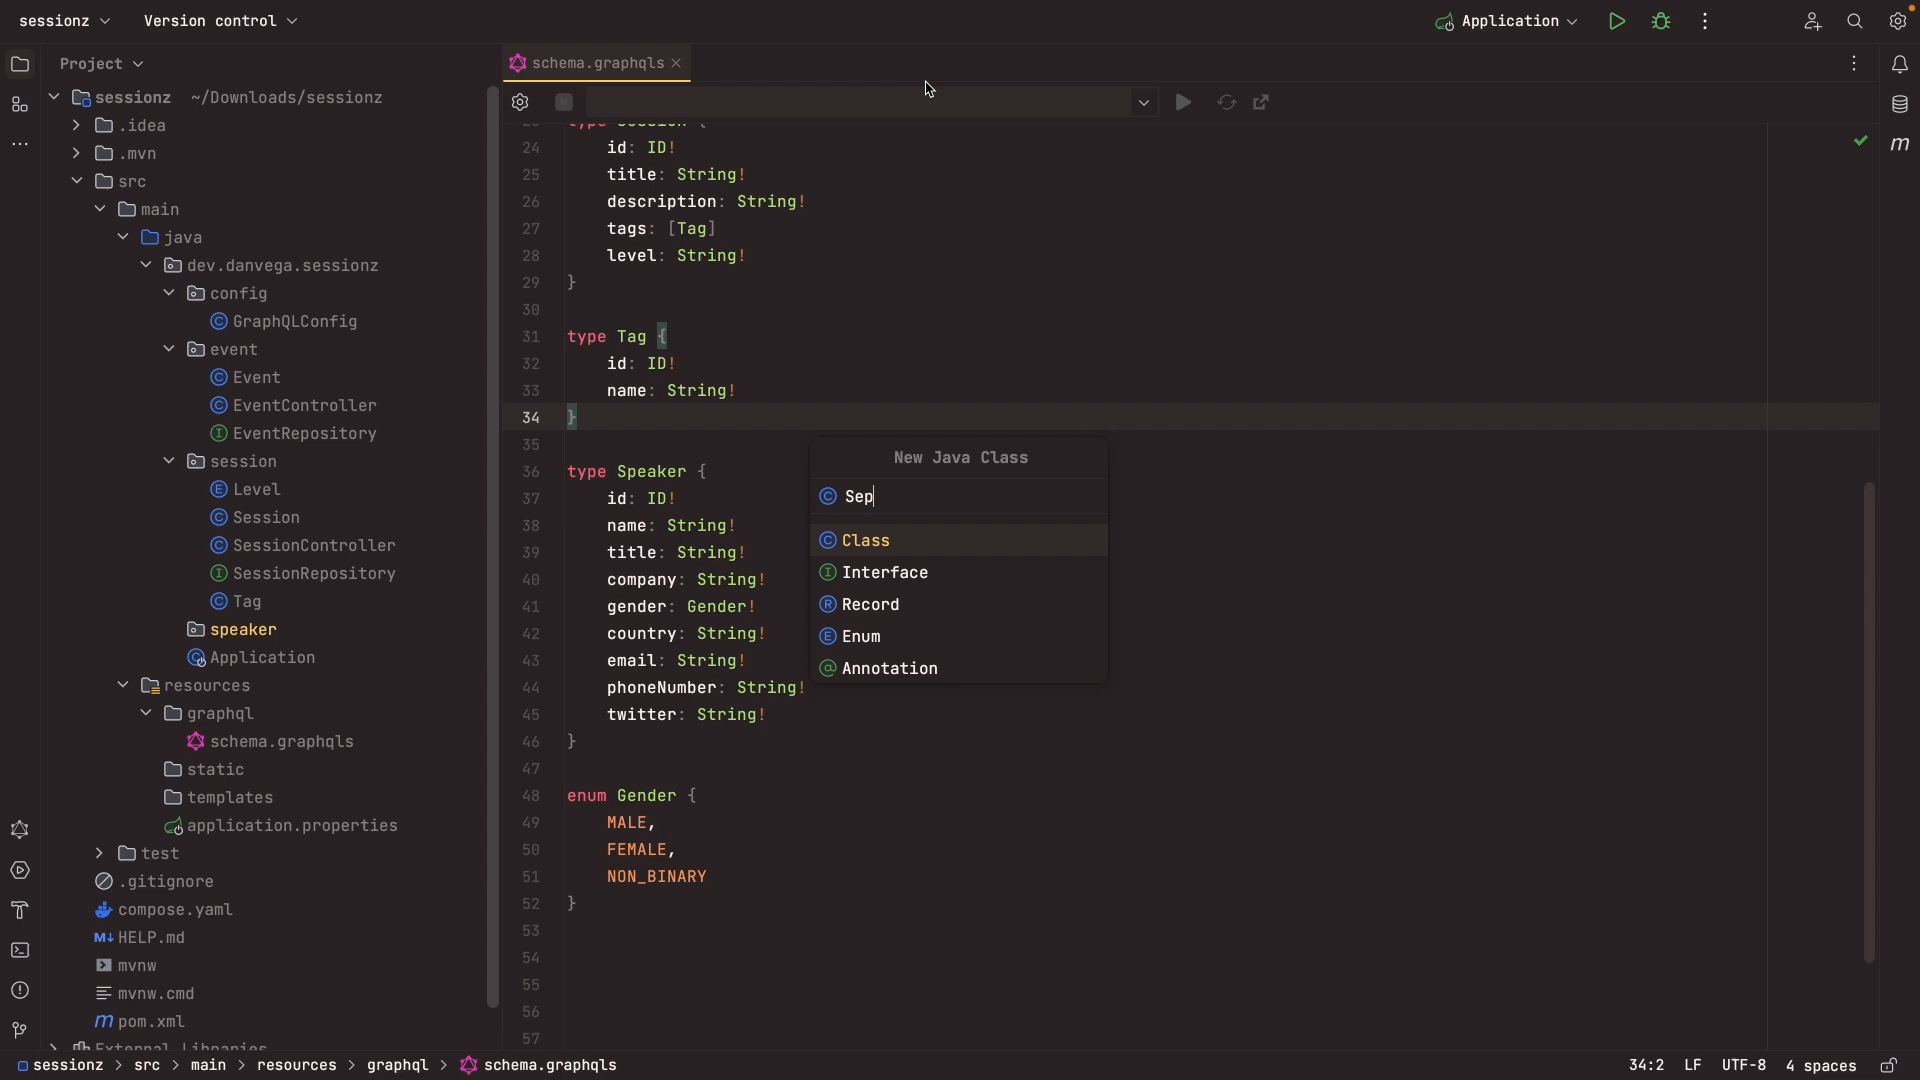 sessionz
Version control
Application
Project
schema.graphqls
sessionz ~/Downloads/sessionz
.idea
.mvn
src
main
java
dev.danvega.sessionz
config
GraphQLConfig
event
Event
EventController
EventRepository
session
Level
Session
SessionController
SessionRepository
Tag
speaker
Application
resources
graphql
schema.graphqls
static
templates
application.properties
test
.gitignore
compose.yaml
HELP.md
mvnw
mvnw.cmd
pom.xml
External Libraries
23 type Session {
24 id: ID!
25 title: String!
26 description: String!
27 tags: [Tag]
28 level: String!
29 }
30
31 type Tag {
32 id: ID!
33 name: String!
34 }
35
36 type Speaker {
37 id: ID!
38 name: String!
39 title: String!
40 company: String!
41 gender: Gender!
42 country: String!
43 email: String!
44 phoneNumber: String!
45 twitter: String!
46 }
47
48 enum Gender {
49 MALE,
50 FEMALE,
51 NON_BINARY
52 }
53
54
55
56
57
New Java Class
Sep
Class
Interface
Record
Enum
Annotation
sessionz > src > main > resources > graphql > schema.graphqls
34:2 LF UTF-8 4 spaces